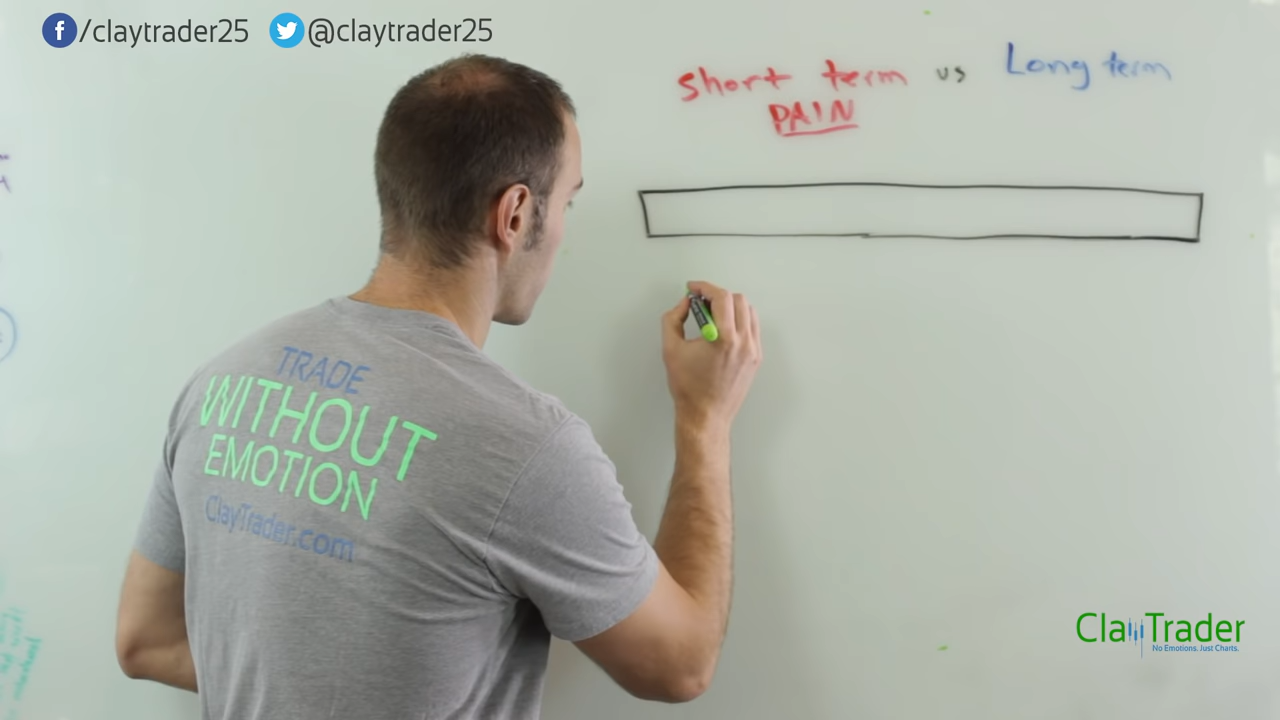 /claytrader25 @claytrader25
short term vs Long term
PAIN
TRADE
WITHOUT
EMOTION
ClayTrader.com
ClayTrader
No Emotions. Just Charts.